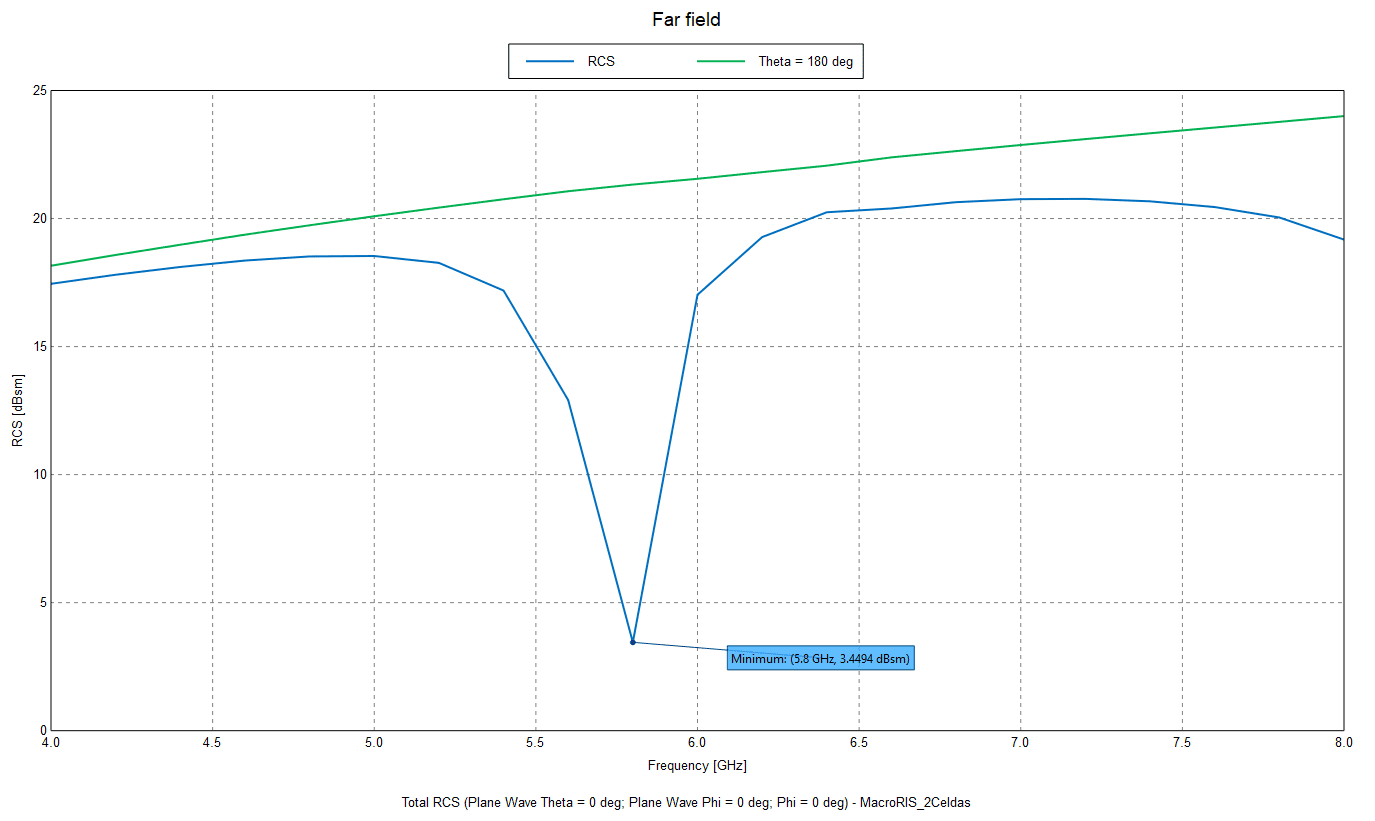 Far field
RCS
Theta = 180 deg
25
20
15
10
5
0
RCS [dBsm]
Minimum: (5.8 GHz, 3.4494 dBsm)
4.0 4.5 5.0 5.5 6.0 6.5 7.0 7.5 8.0
Frequency [GHz]
Total RCS (Plane Wave Theta = 0 deg; Plane Wave Phi = 0 deg; Phi = 0 deg) - MacroRIS_2Celdas